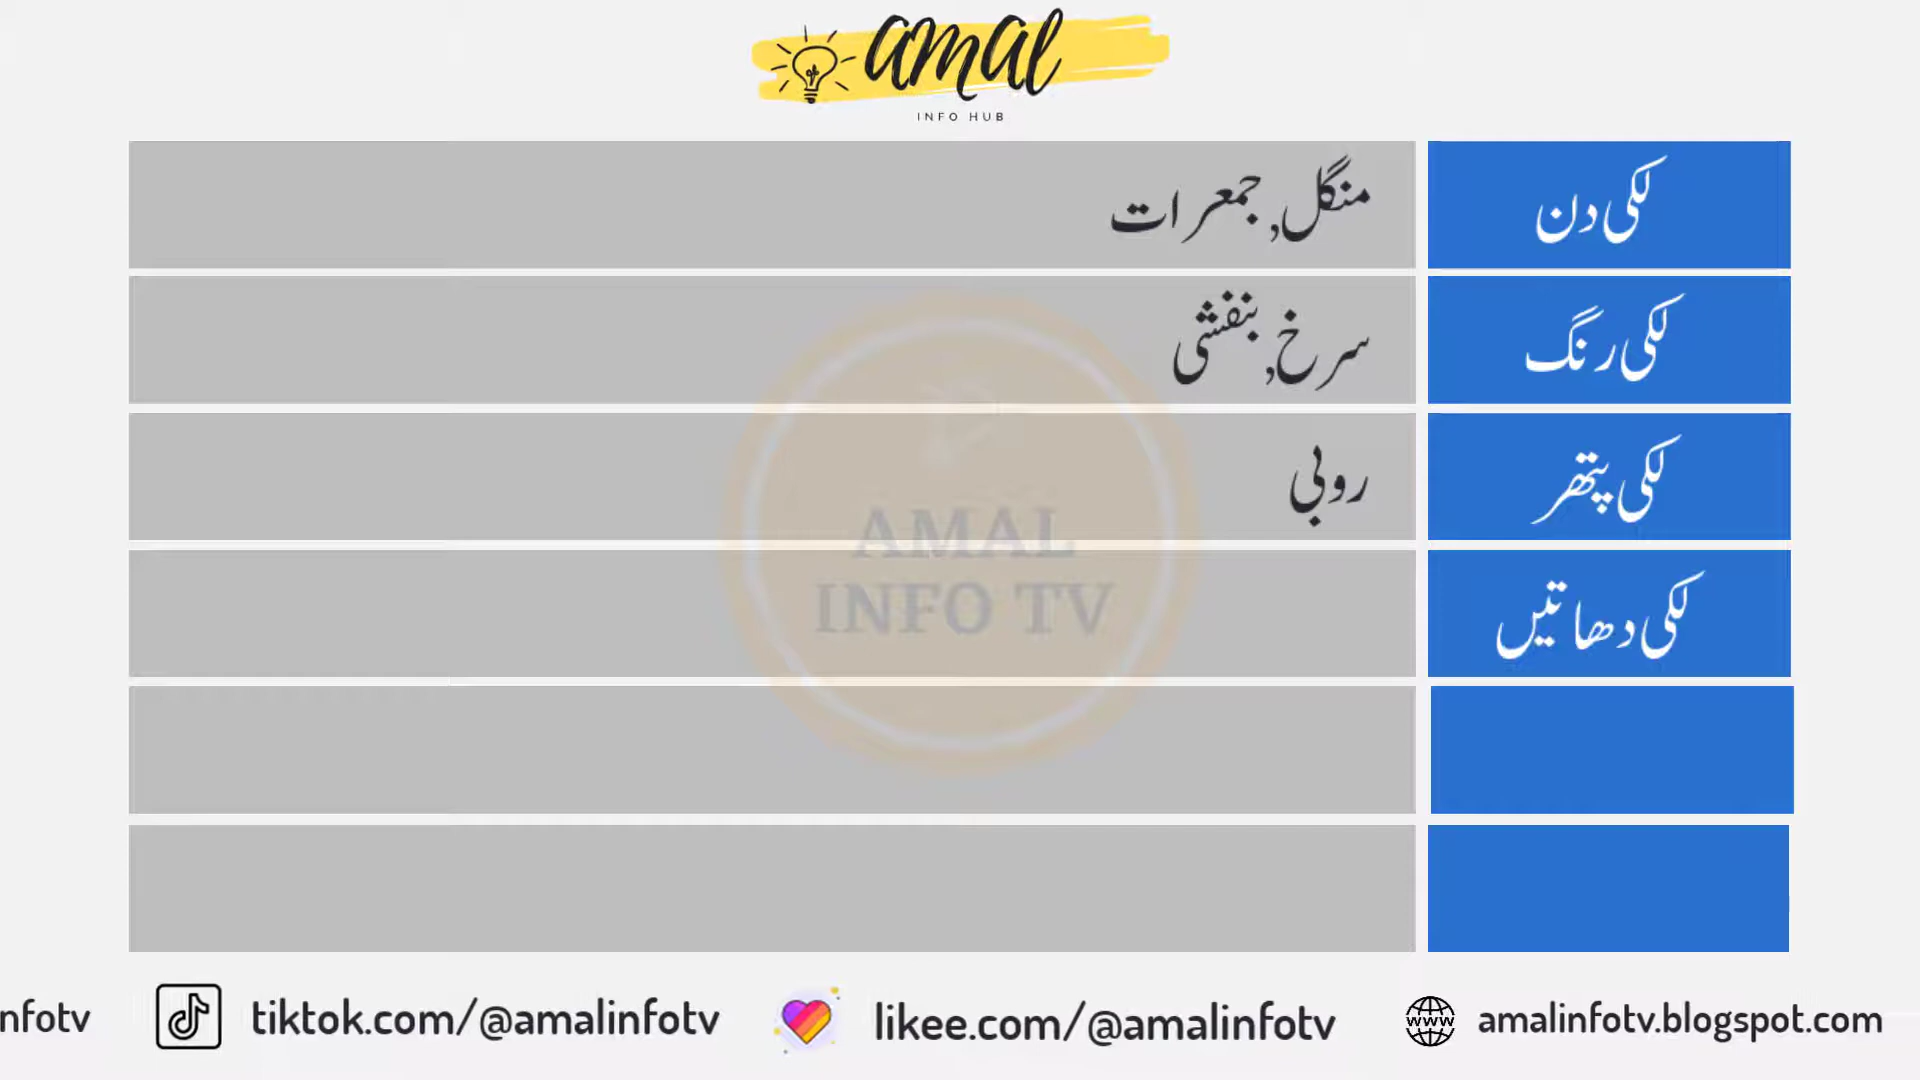 amal
INFO HUB
لکی دن
منگل, جمعرات
لکی رنگ
سرخ, بنفشی
لکی پتھر
روبی
لکی دھاتیں
AMAL
INFO TV
nfotv
tiktok.com/@amalinfotv
likee.com/@amalinfotv
www
amalinfotv.blogspot.com